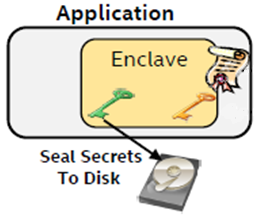 Application
Enclave
Seal Secrets
To Disk